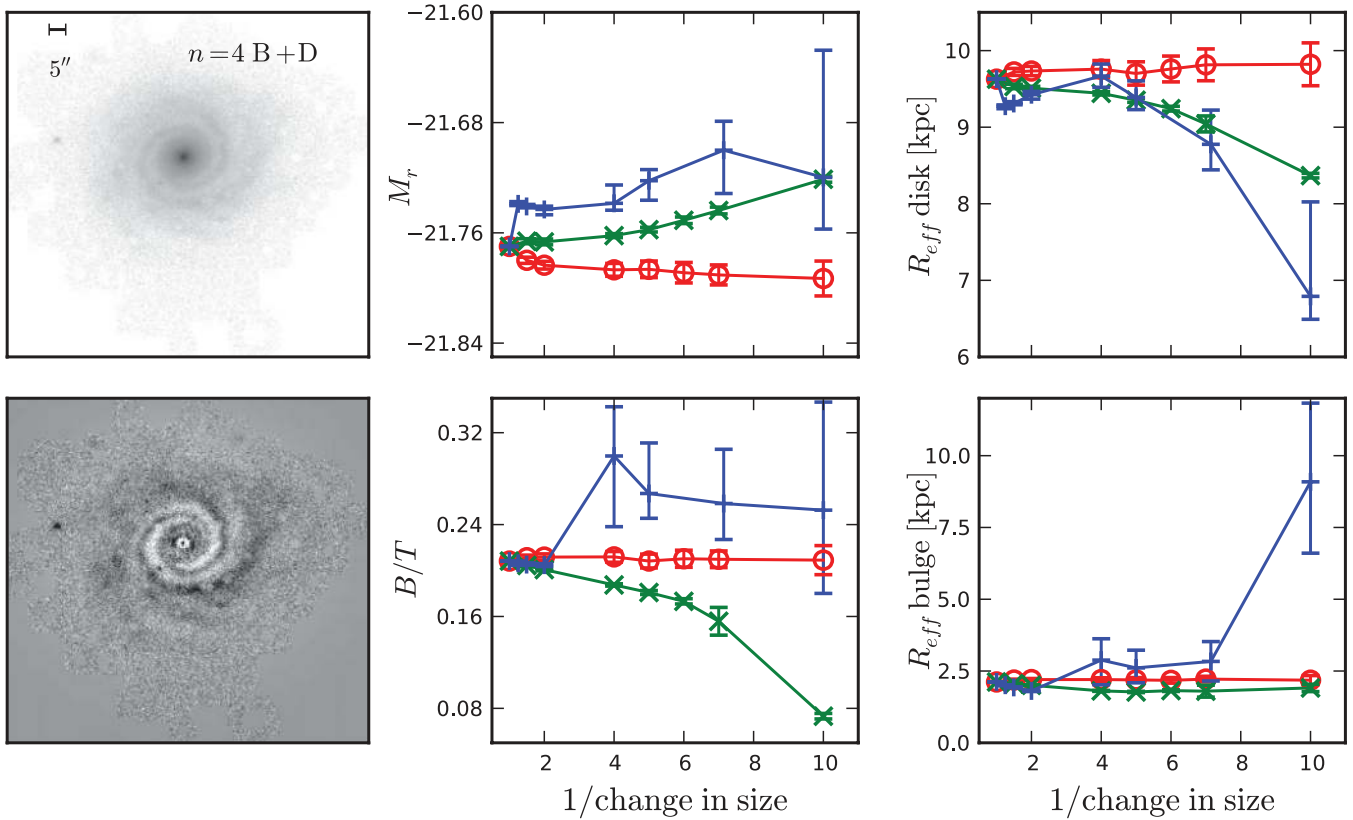 5″
n=4 B+D
M_r
−21.60
−21.68
−21.76
−21.84
R_eff disk [kpc]
10
9
8
7
6
B/T
0.32
0.24
0.16
0.08
2 4 6 8 10
1/change in size
R_eff bulge [kpc]
10.0
7.5
5.0
2.5
0.0
2 4 6 8 10
1/change in size